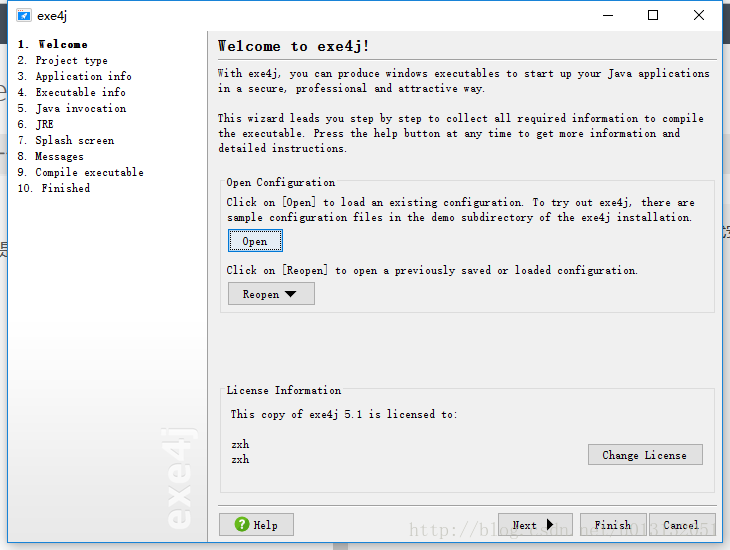 exe4j
1. Welcome
2. Project type
3. Application info
4. Executable info
5. Java invocation
6. JRE
7. Splash screen
8. Messages
9. Compile executable
10. Finished
exe4j
Welcome to exe4j!
With exe4j, you can produce windows executables to start up your Java applications
in a secure, professional and attractive way.
This wizard leads you step by step to collect all required information to compile
the executable. Press the help button at any time to get more information and
detailed instructions.
Open Configuration
Click on [Open] to load an existing configuration. To try out exe4j, there are
sample configuration files in the demo subdirectory of the exe4j installation.
Open
Click on [Reopen] to open a previously saved or loaded configuration.
Reopen
License Information
This copy of exe4j 5.1 is licensed to:
zxh
zxh
Change License
Help
Next
Finish
Cancel